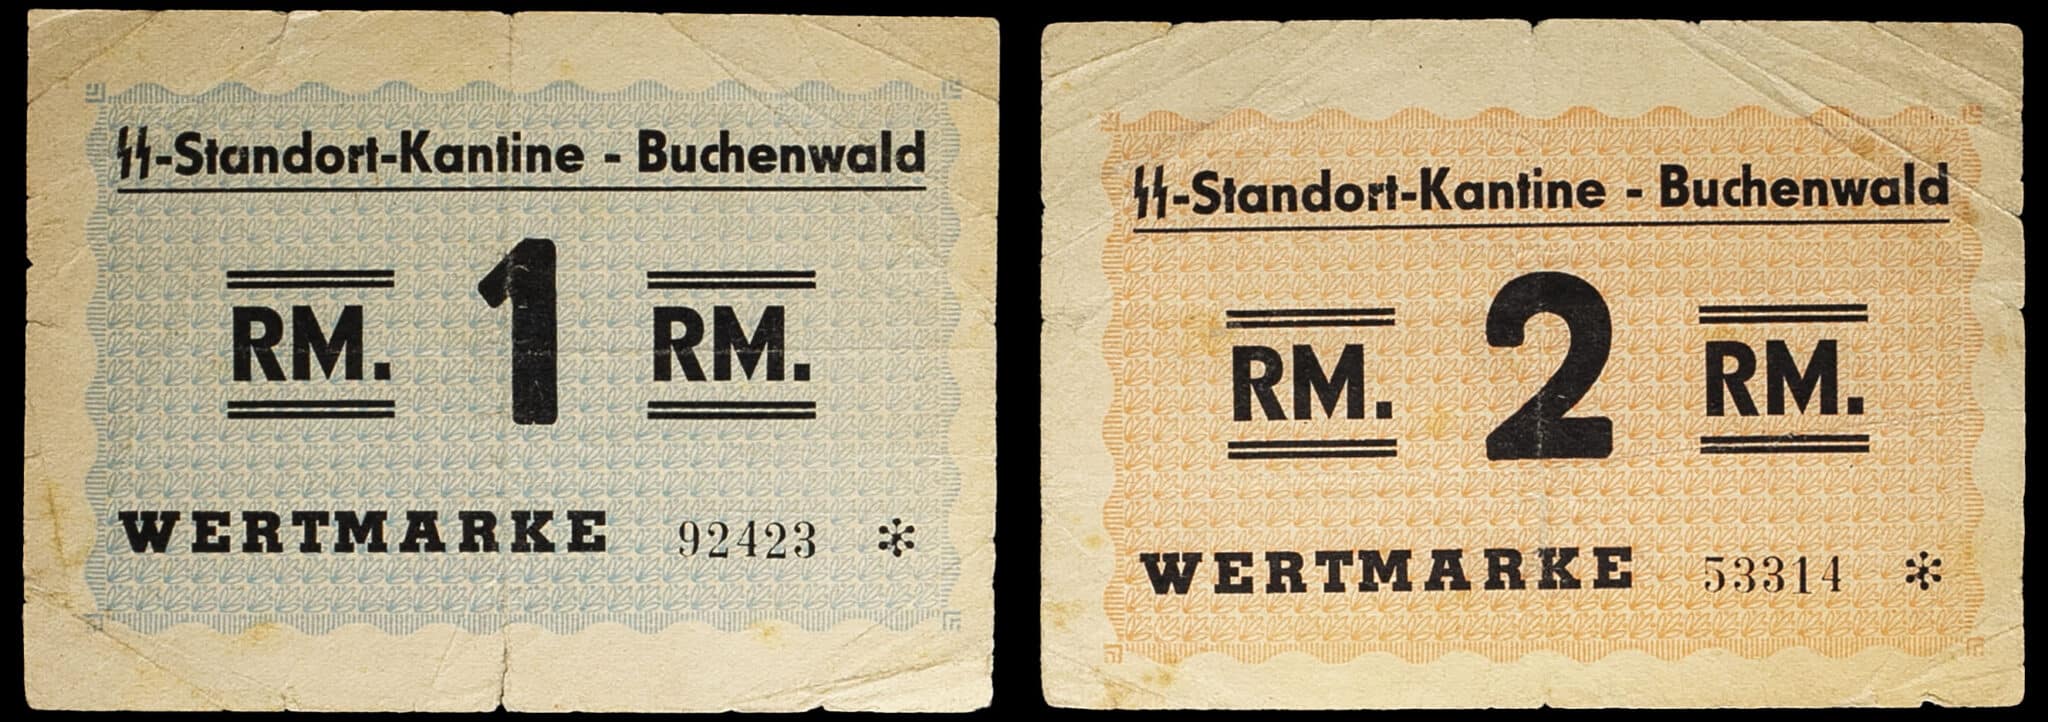 SS-Standort-Kantine - Buchenwald
RM. 1 RM.
WERTMARKE 92423 *
SS-Standort-Kantine - Buchenwald
RM. 2 RM.
WERTMARKE 53314 *